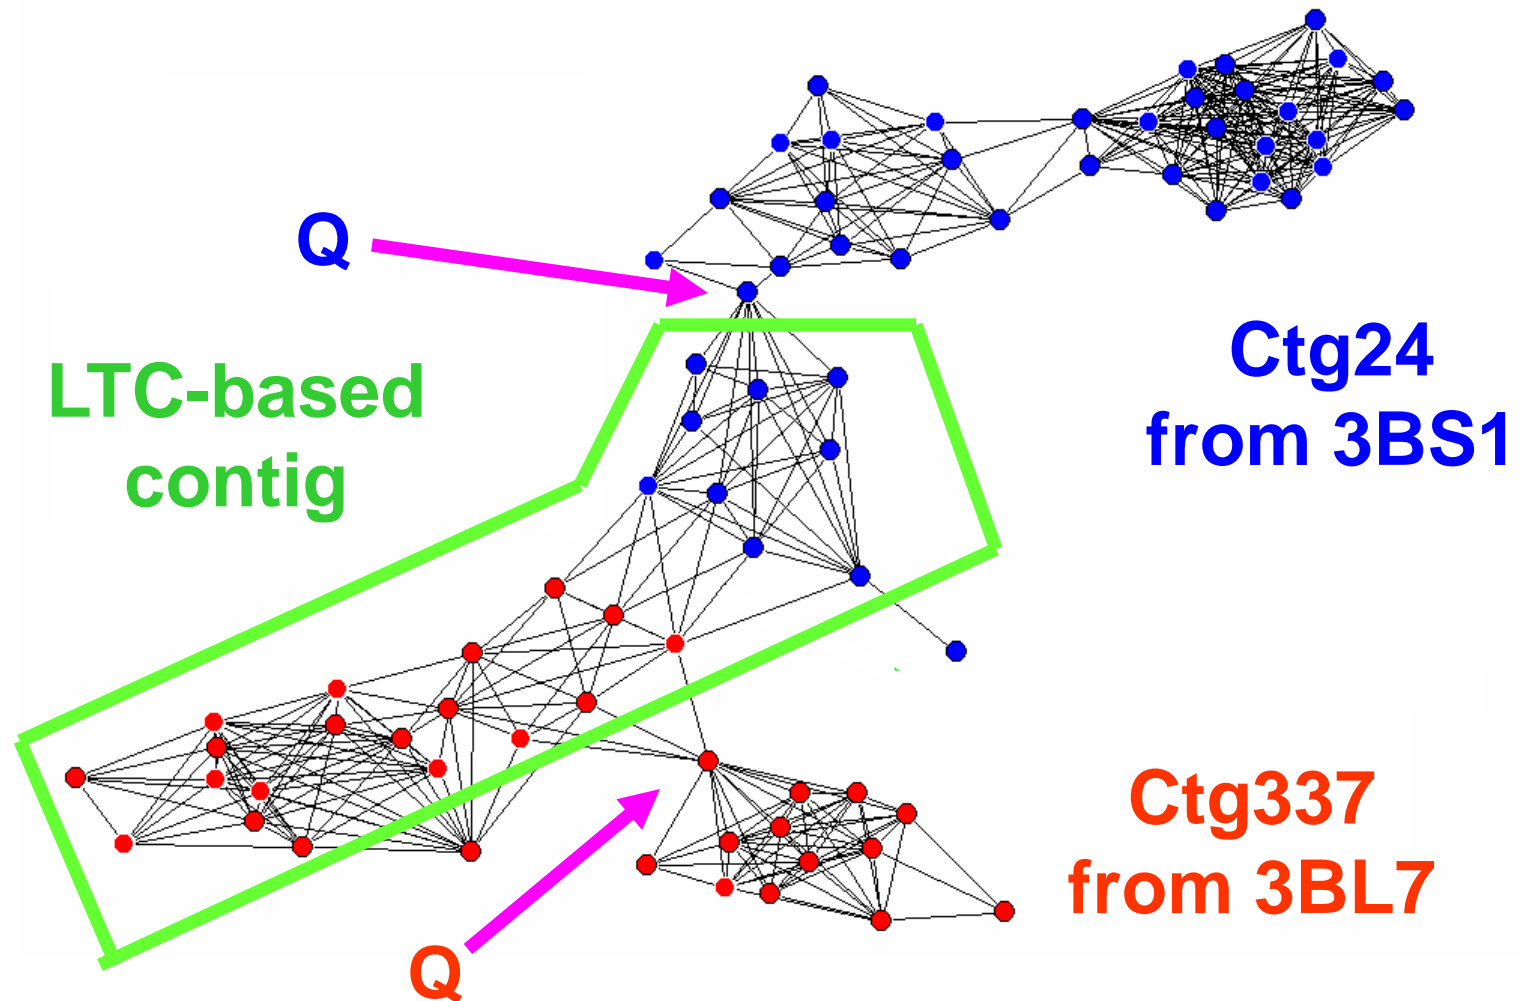 Q
LTC-based
contig
Ctg24
from 3BS1
Ctg337
from 3BL7
Q